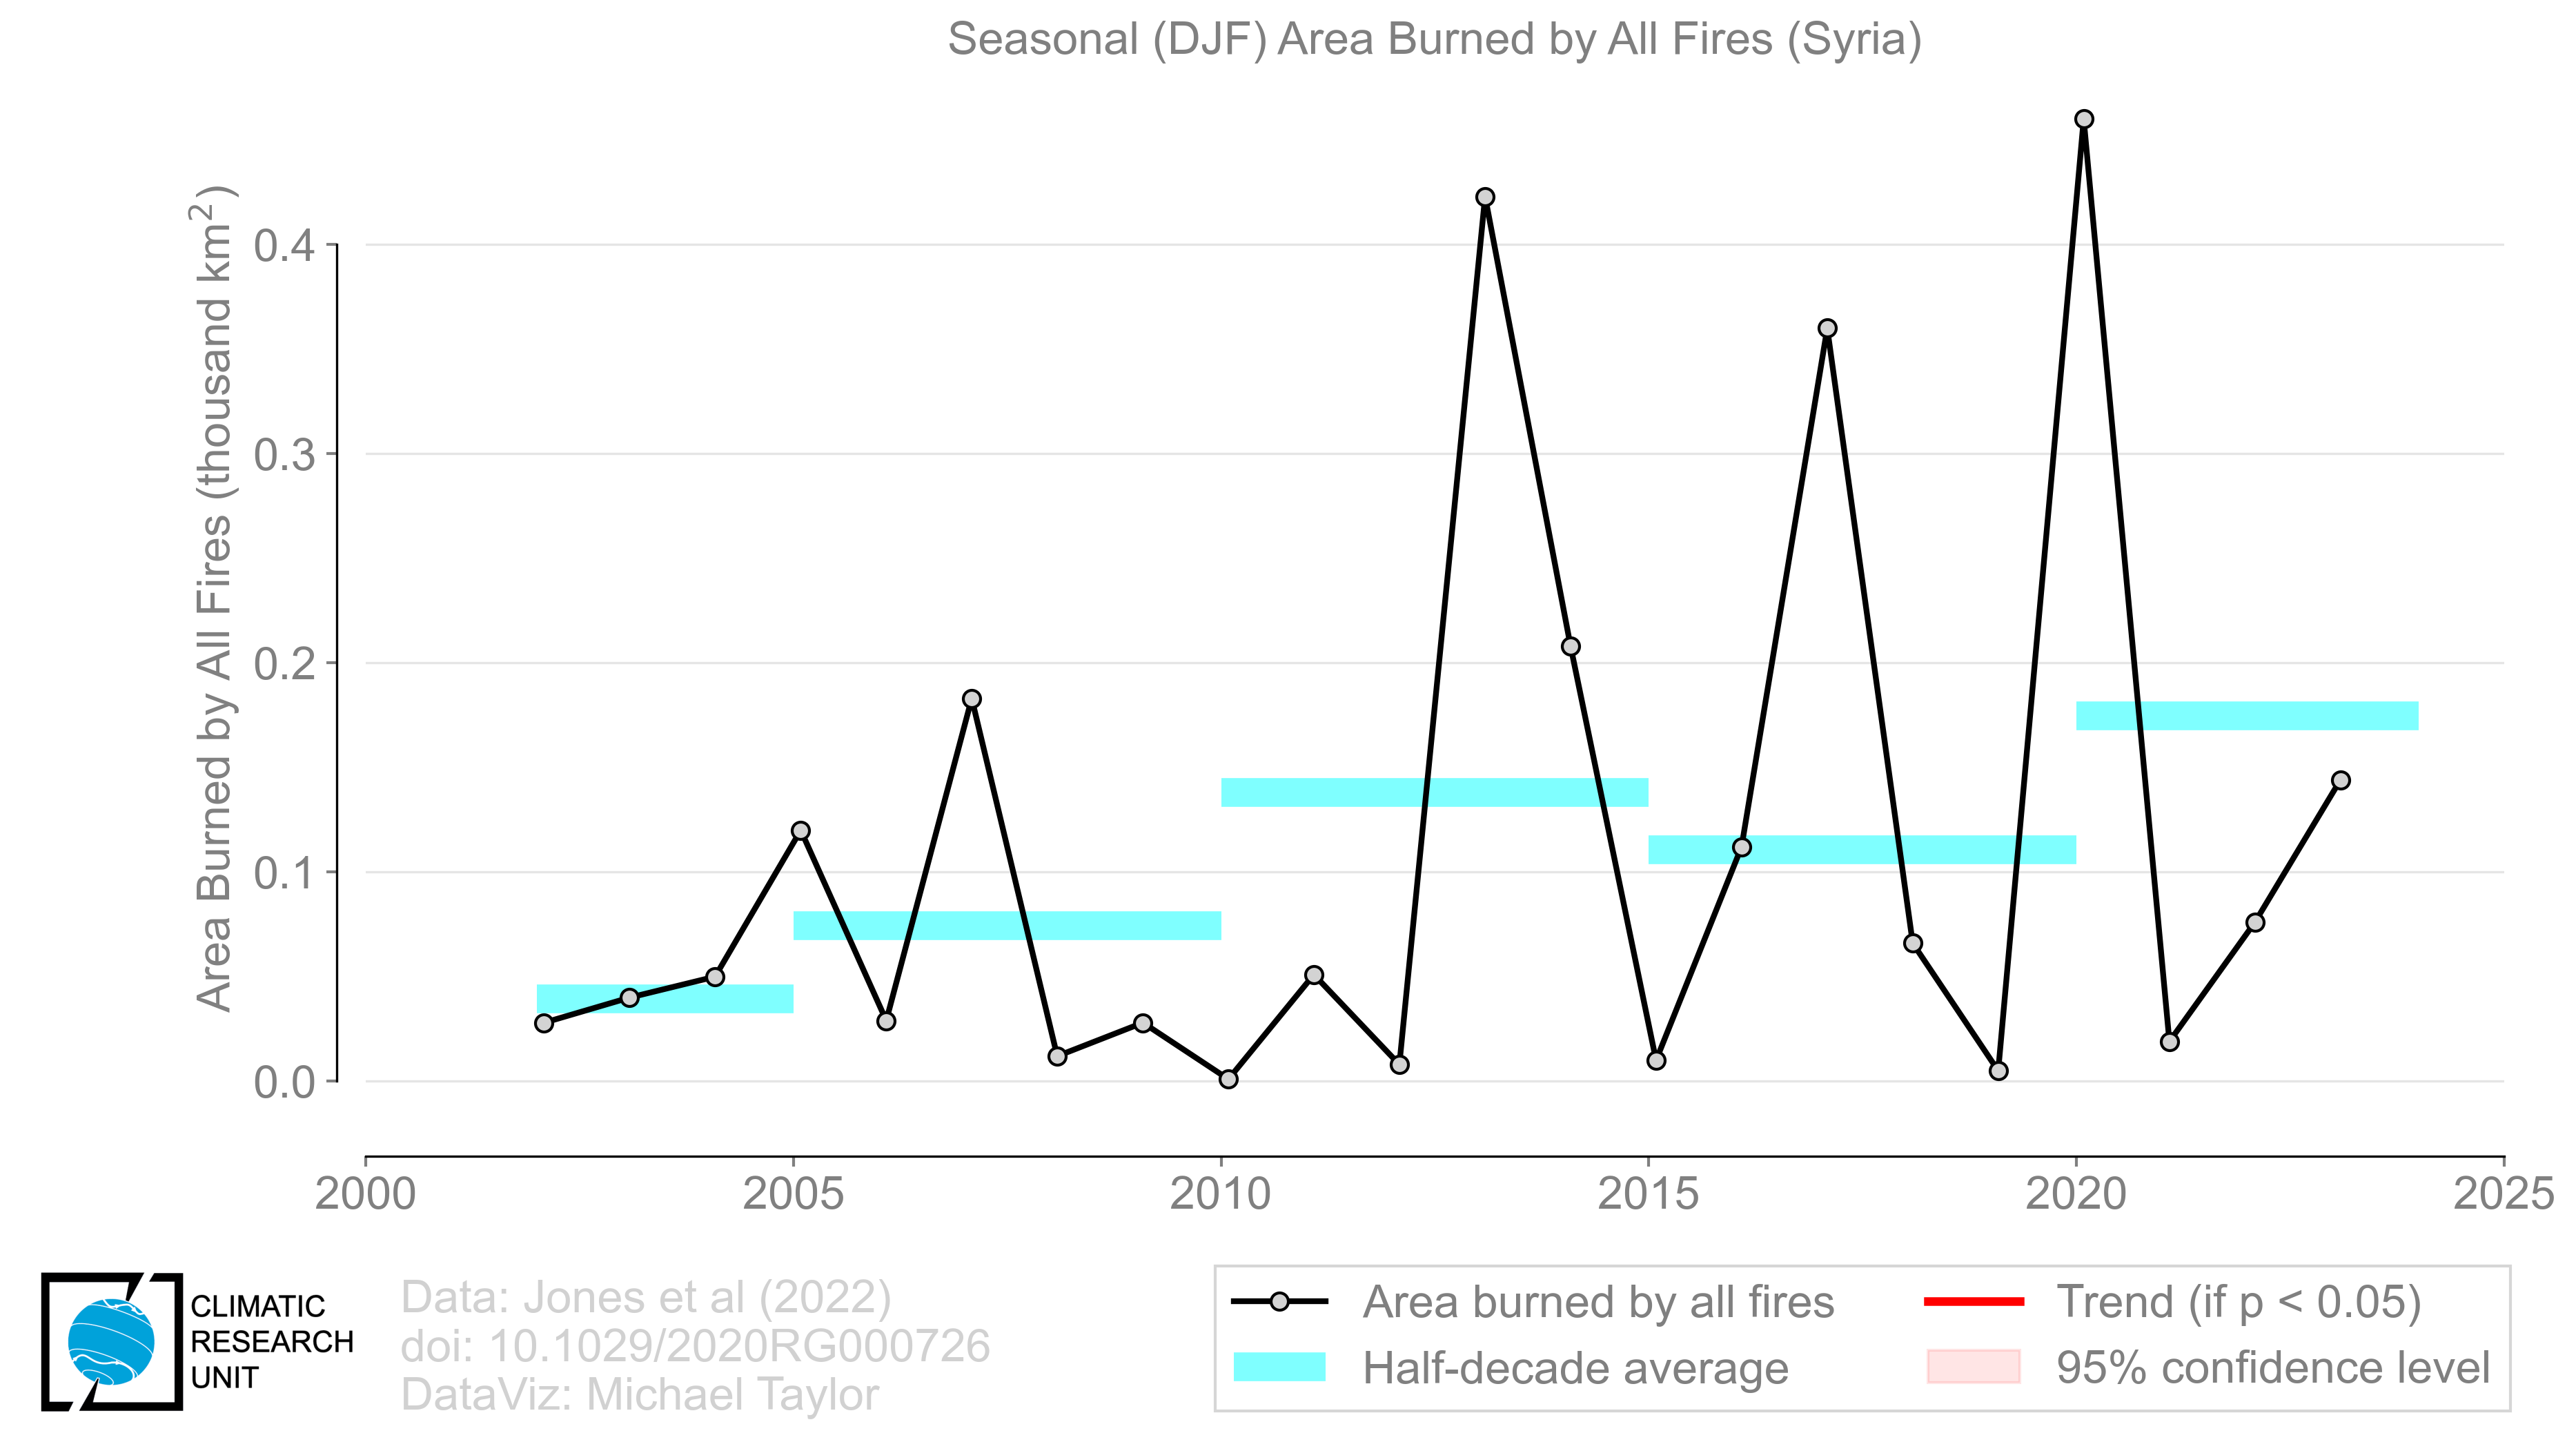 Seasonal (DJF) Area Burned by All Fires (Syria)
Area Burned by All Fires (thousand km²)
0.4
0.3
0.2
0.1
0.0
2000 2005 2010 2015 2020 2025
CLIMATIC
RESEARCH
UNIT
Data: Jones et al (2022)
doi: 10.1029/2020RG000726
DataViz: Michael Taylor
Area burned by all fires
Half-decade average
Trend (if p < 0.05)
95% confidence level